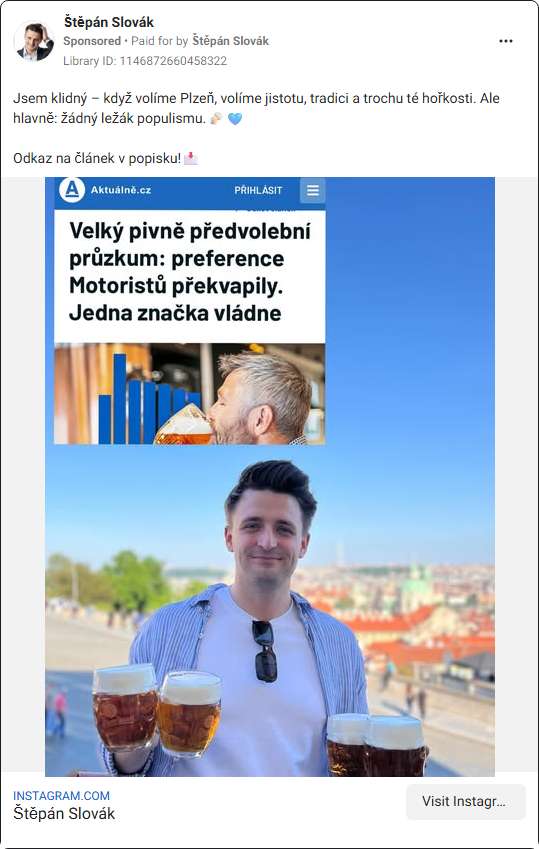 Štěpán Slovák
Sponsored • Paid for by Štěpán Slovák
Library ID: 1146872660458322
Jsem klidný – když volíme Plzeň, volíme jistotu, tradici a trochu té hořkosti. Ale
hlavně: žádný ležák populismu. 🍻 🩵
Odkaz na článek v popisku! 📩
Aktuálně.cz
PŘIHLÁSIT
Velký pivně předvolební
průzkum: preference
Motoristů překvapily.
Jedna značka vládne
INSTAGRAM.COM
Štěpán Slovák
Visit Instagr...